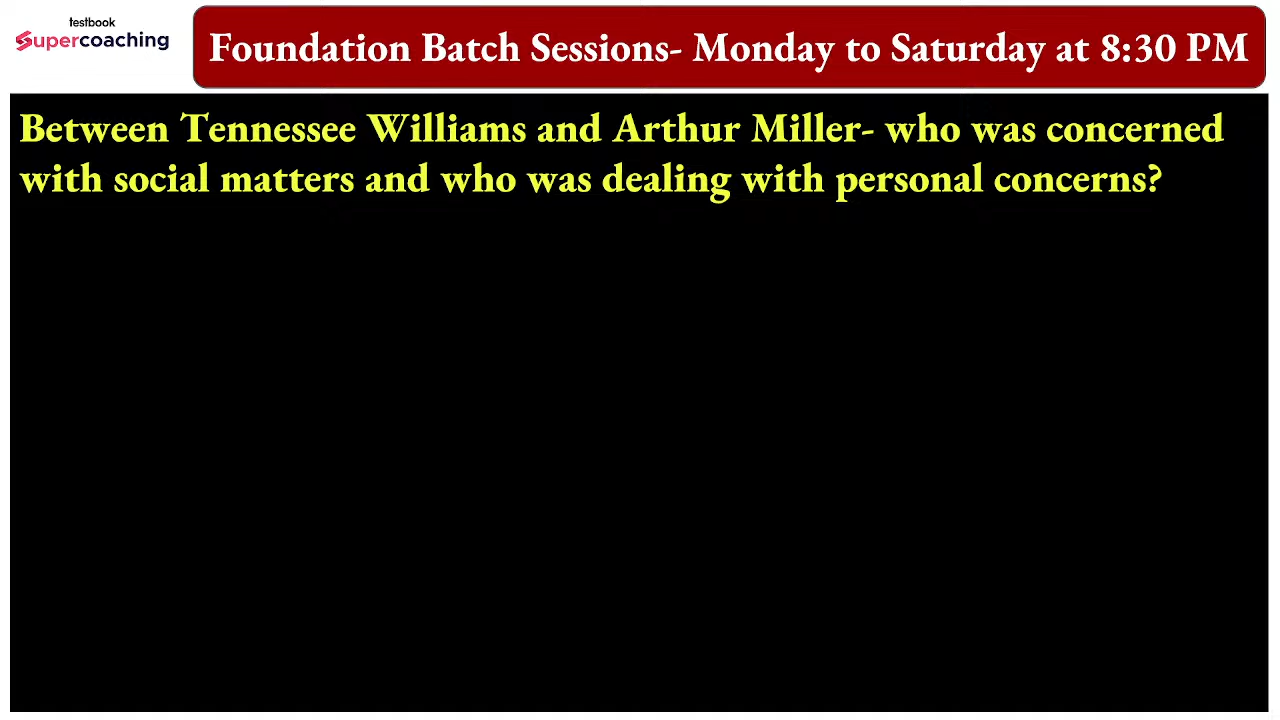 testbook
Supercoaching
Foundation Batch Sessions- Monday to Saturday at 8:30 PM
Between Tennessee Williams and Arthur Miller- who was concerned
with social matters and who was dealing with personal concerns?